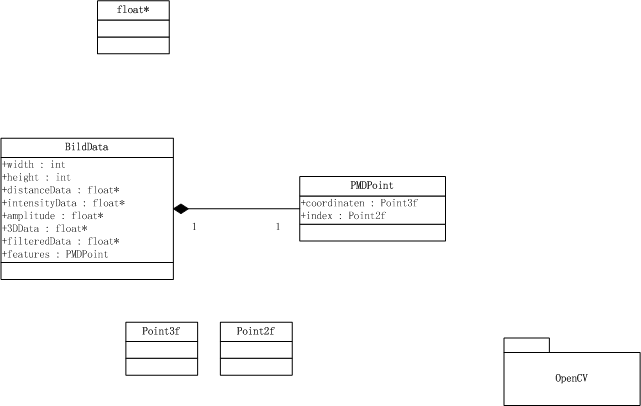 float*
BildData
+width : int
+height : int
+distanceData : float*
+intensityData : float*
+amplitude : float*
+3DData : float*
+filteredData : float*
+features : PMDPoint
1
1
PMDPoint
+coordinaten : Point3f
+index : Point2f
Point3f
Point2f
OpenCV